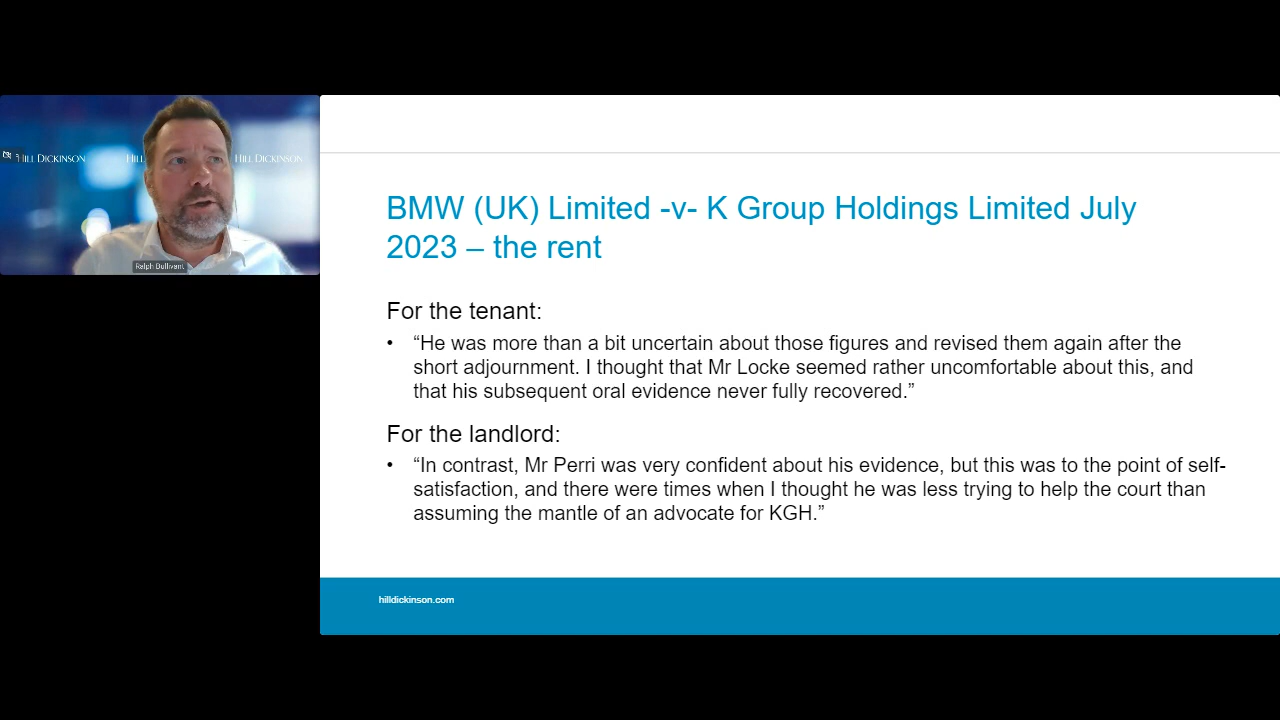 HILL DICKINSON
HILL
HILL DICKINSON
Ralph Bullivant
BMW (UK) Limited -v- K Group Holdings Limited July
2023 – the rent
For the tenant:
• “He was more than a bit uncertain about those figures and revised them again after the
short adjournment. I thought that Mr Locke seemed rather uncomfortable about this, and
that his subsequent oral evidence never fully recovered.”
For the landlord:
• “In contrast, Mr Perri was very confident about his evidence, but this was to the point of self-
satisfaction, and there were times when I thought he was less trying to help the court than
assuming the mantle of an advocate for KGH.”
hilldickinson.com